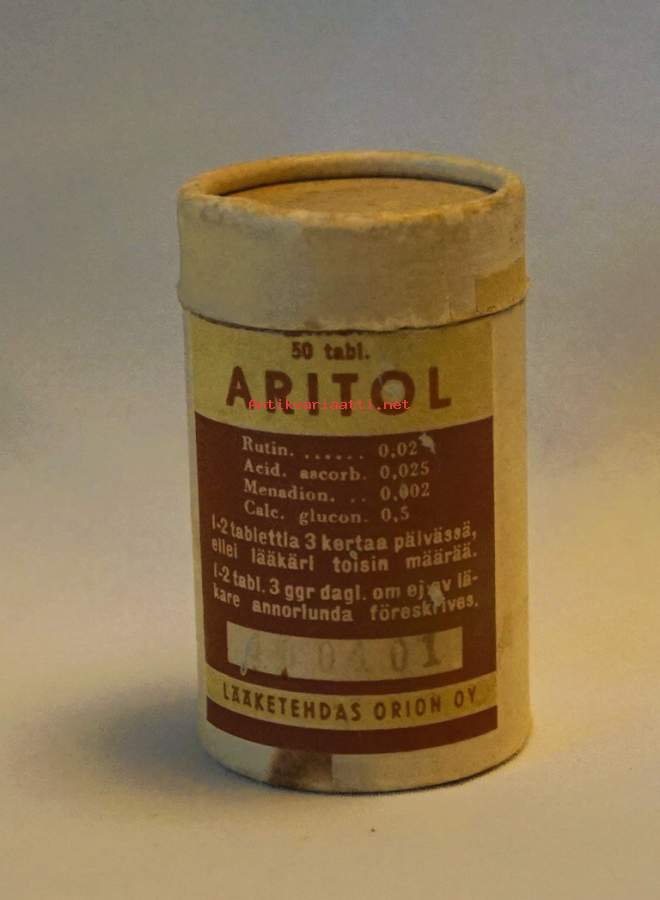 50 tabl.
ARITOL
Antikvariaatti.net
Rutin. ...... 0,02
Acid. ascorb. 0,025
Menadion. .. 0,002
Calc. glucon. 0,5
1-2 tablettia 3 kertaa päivässä,
ellei lääkäri toisin määrää.
1-2 tabl. 3 ggr dagl. om ej av lä-
kare annorlunda föreskrives.
0401
LÄÄKETEHDAS ORION OY